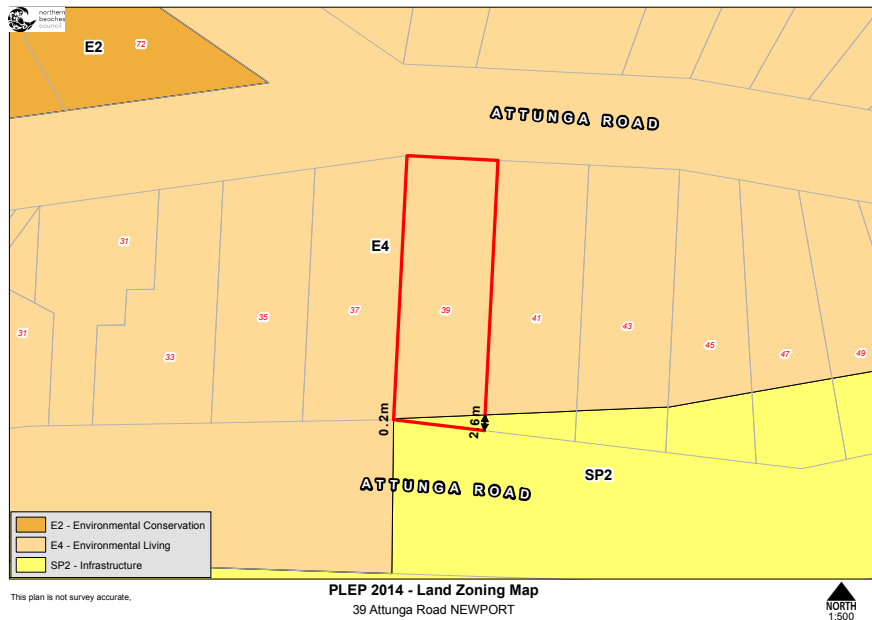 northern
beaches
council
E2
72
ATTUNGA ROAD
E4
31
31
33
35
37
39
41
43
45
47
49
0.2m
2.6m
ATTUNGA ROAD
SP2
E2 - Environmental Conservation
E4 - Environmental Living
SP2 - Infrastructure
This plan is not survey accurate,
PLEP 2014 - Land Zoning Map
39 Attunga Road NEWPORT
NORTH
1:500